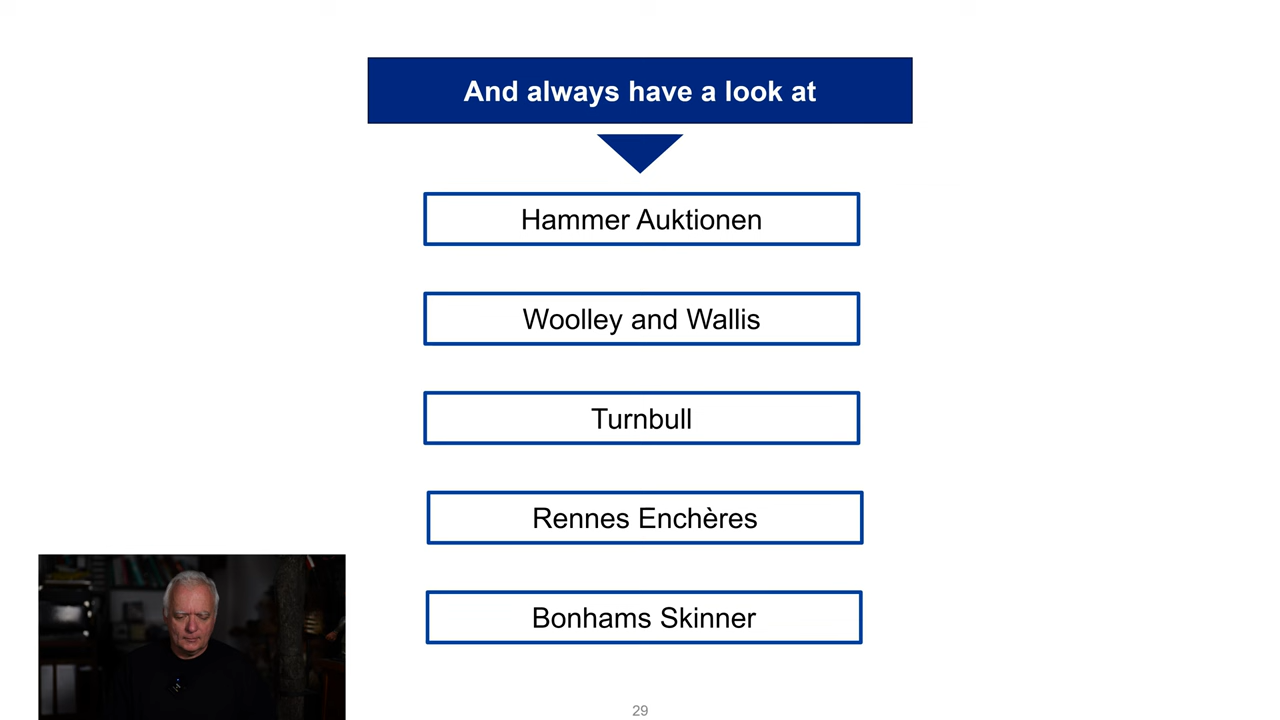 And always have a look at
Hammer Auktionen
Woolley and Wallis
Turnbull
Rennes Enchères
Bonhams Skinner
29